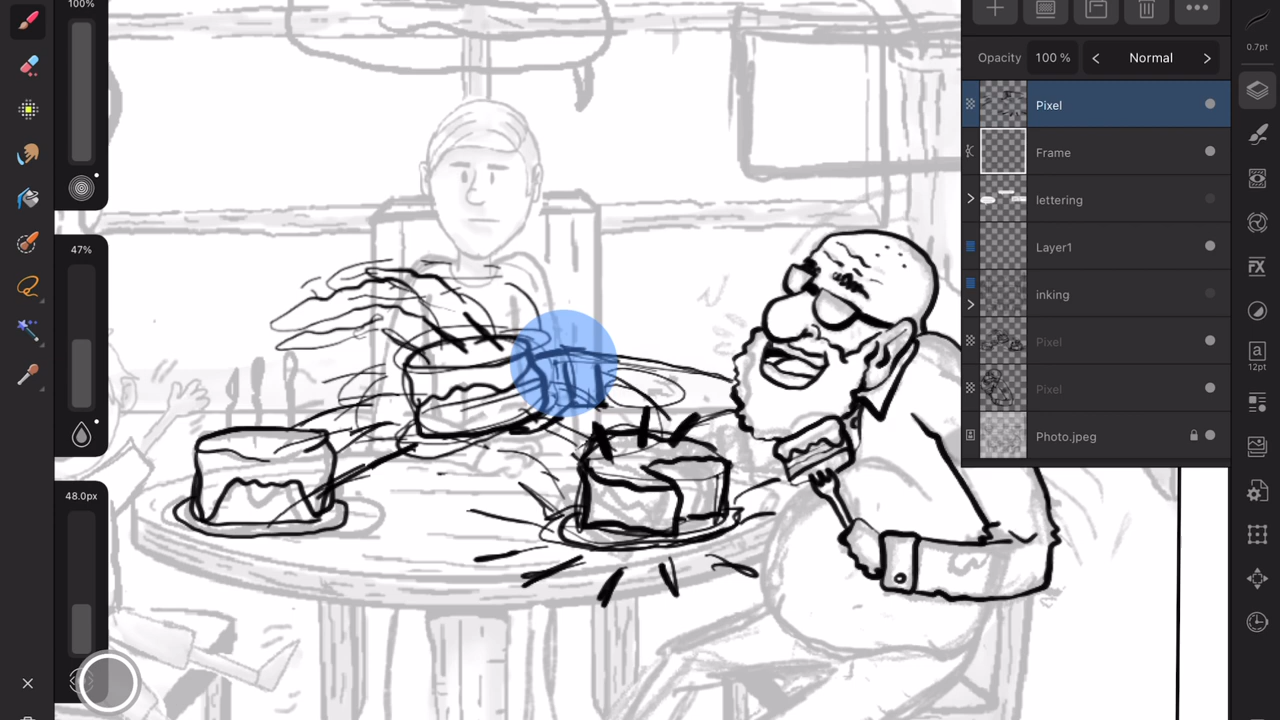 100%
47%
48.0px
Opacity 100 % < Normal >
Pixel
Frame
lettering
Layer1
inking
Pixel
Pixel
Photo.jpeg
0.7pt
FX
a
12pt